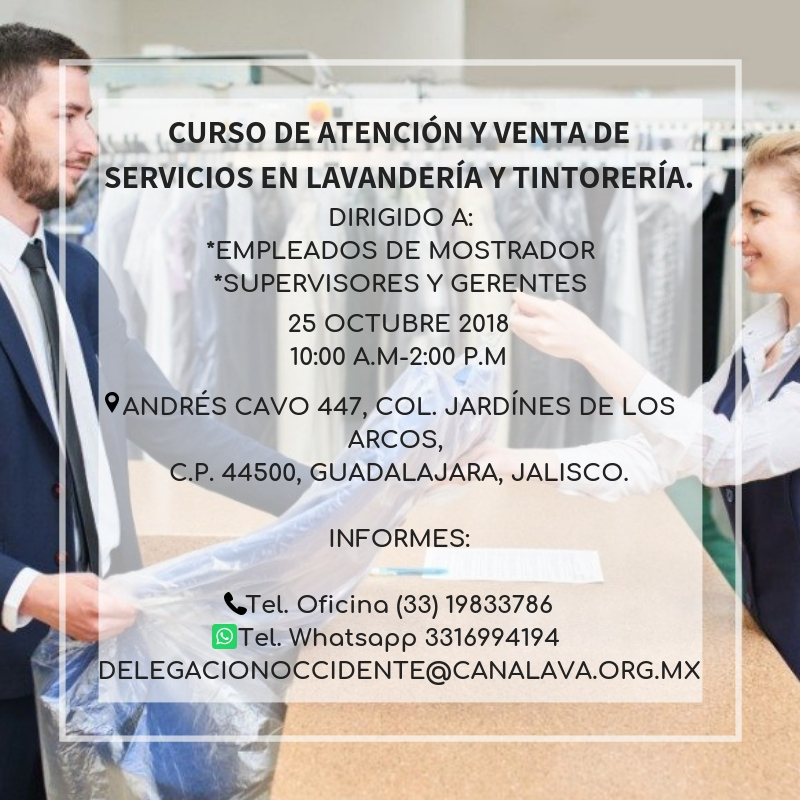 CURSO DE ATENCIÓN Y VENTA DE
SERVICIOS EN LAVANDERÍA Y TINTORERÍA.
DIRIGIDO A:
*EMPLEADOS DE MOSTRADOR
*SUPERVISORES Y GERENTES
25 OCTUBRE 2018
10:00 A.M-2:00 P.M
ANDRÉS CAVO 447, COL. JARDÍNES DE LOS
ARCOS,
C.P. 44500, GUADALAJARA, JALISCO.
INFORMES:
Tel. Oficina (33) 19833786
Tel. Whatsapp 3316994194
DELEGACIONOCCIDENTE@CANALAVA.ORG.MX